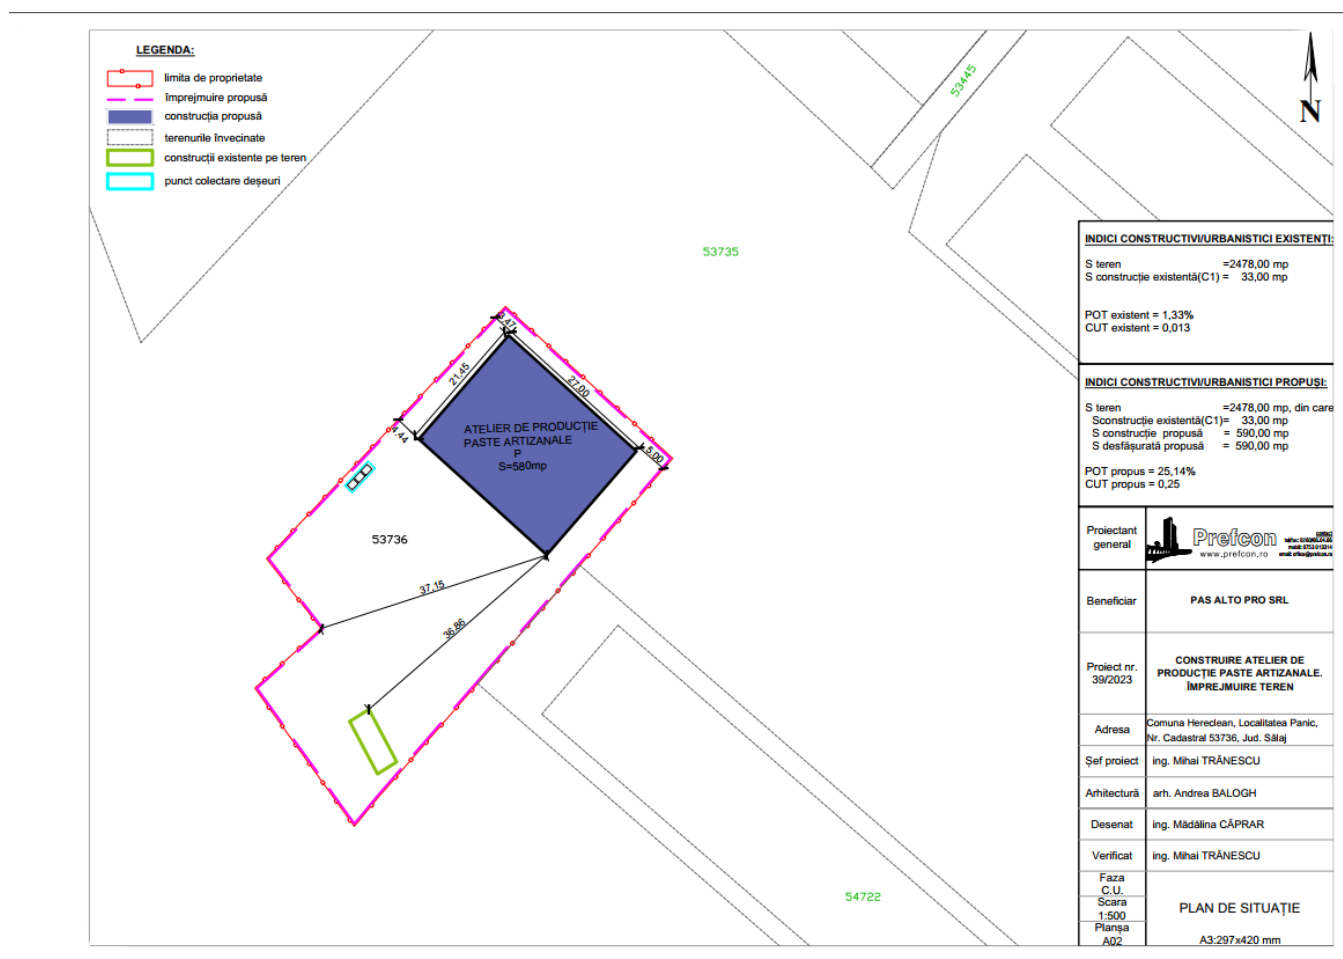 LEGENDA:
limita de proprietate
împrejmuire propusă
construcția propusă
terenurile învecinate
construcții existente pe teren
punct colectare deșeuri
53445
N
53735
3.47
21.45
27.00
4.44
5.00
ATELIER DE PRODUCȚIE
PASTE ARTIZANALE
P
S=580mp
53736
37,15
36.86
54722
INDICI CONSTRUCTIVI/URBANISTICI EXISTENȚI:
S teren =2478,00 mp
S construcție existentă(C1) = 33,00 mp
POT existent = 1,33%
CUT existent = 0,013
INDICI CONSTRUCTIVI/URBANISTICI PROPUȘI:
S teren =2478,00 mp, din care
Sconstrucție existentă(C1)= 33,00 mp
S construcție propusă = 590,00 mp
S desfășurată propusă = 590,00 mp
POT propus = 25,14%
CUT propus = 0,25
Proiectant
general
Prefcon
www.prefcon.ro
contact
Beneficiar
PAS ALTO PRO SRL
Proiect nr.
39/2023
CONSTRUIRE ATELIER DE
PRODUCȚIE PASTE ARTIZANALE.
ÎMPREJMUIRE TEREN
Adresa
Comuna Hereclean, Localitatea Panic,
Nr. Cadastral 53736, Jud. Sălaj
Șef proiect
ing. Mihai TRĂNESCU
Arhitectură
arh. Andrea BALOGH
Desenat
ing. Mădălina CĂPRAR
Verificat
ing. Mihai TRĂNESCU
Faza
C.U.
Scara
1:500
Planșa
A02
PLAN DE SITUAȚIE
A3:297x420 mm